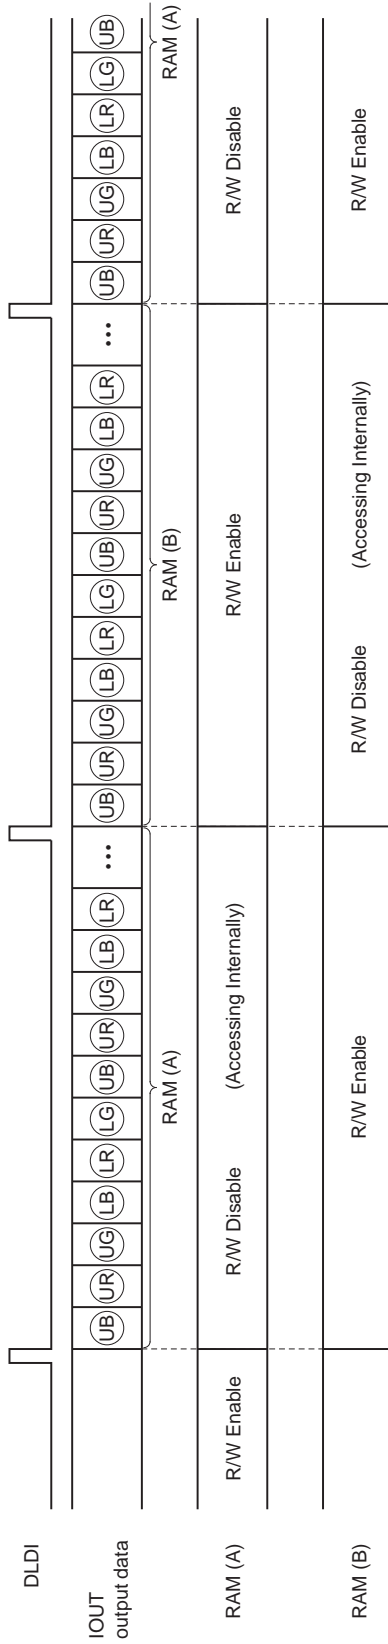 DLDI
IOUT
output data
UB UR UG LB LR LG UB UR UG LB LR ... UB UR UG LB LR LG UB UR UG LB LR ... UB UR UG LB LR LG UB
RAM (A) RAM (B) RAM (A)
RAM (A) R/W Enable R/W Disable (Accessing Internally) R/W Enable R/W Disable
RAM (B) R/W Enable R/W Disable (Accessing Internally) R/W Enable